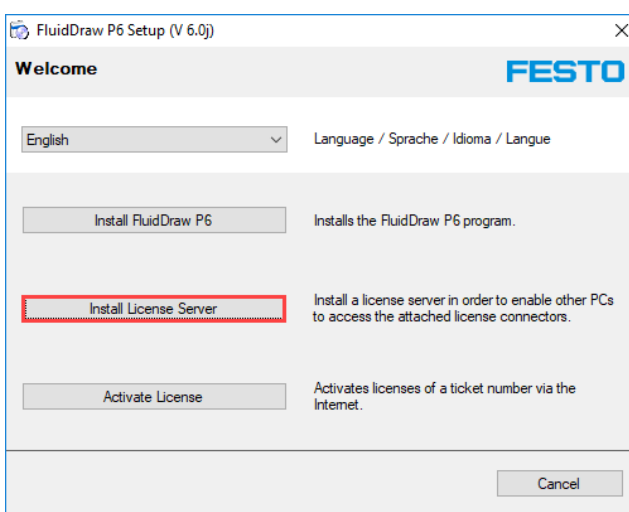 FluidDraw P6 Setup (V 6.0j)
Welcome
FESTO
English
Language / Sprache / Idioma / Langue
Install FluidDraw P6
Installs the FluidDraw P6 program.
Install License Server
Install a license server in order to enable other PCs
to access the attached license connectors.
Activate License
Activates licenses of a ticket number via the
Internet.
Cancel